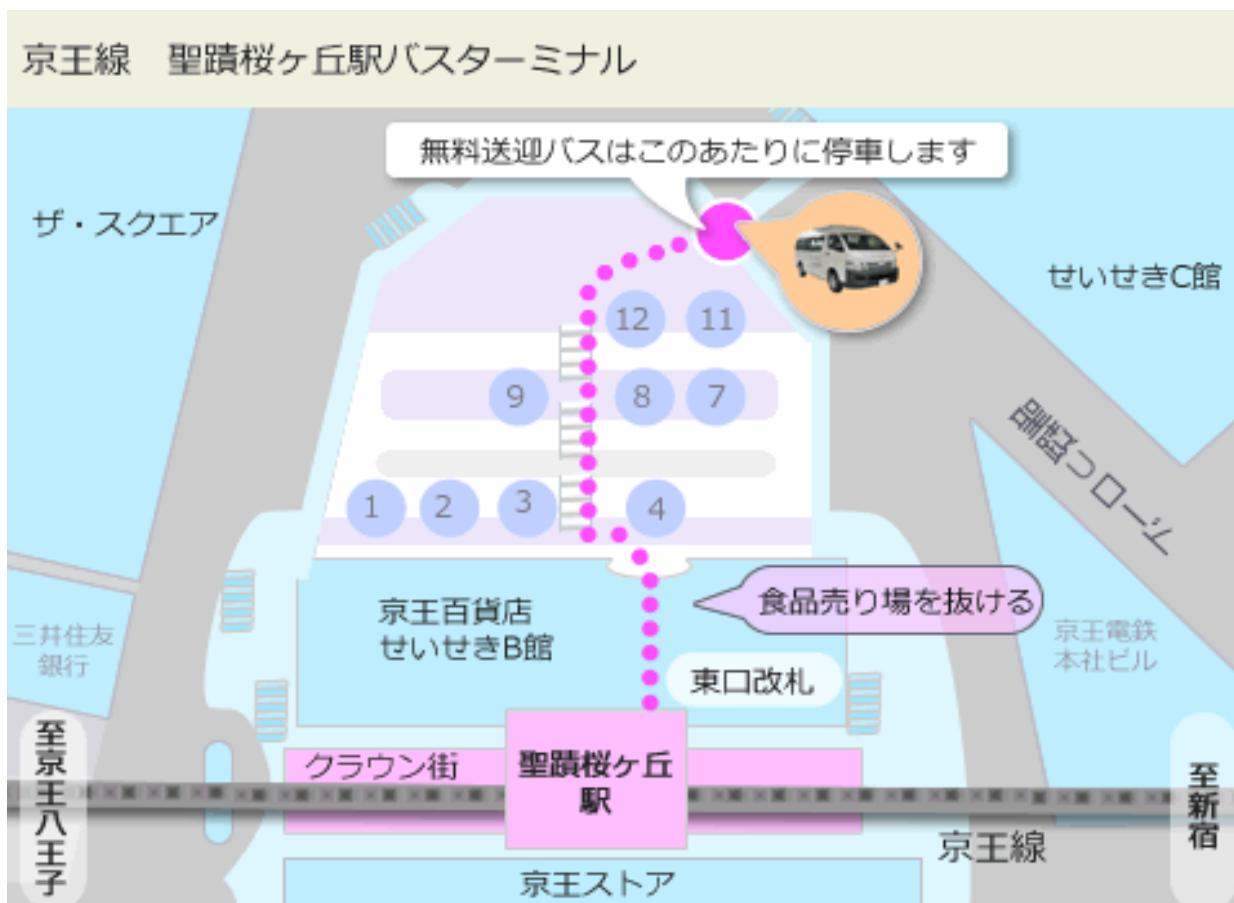 京王線　聖蹟桜ヶ丘駅バスターミナル
無料送迎バスはこのあたりに停車します
ザ・スクエア
せいせきC館
12
11
9
8
7
1
2
3
4
食品売り場を抜ける
京王百貨店
せいせきB館
三井住友
銀行
京王電鉄
本社ビル
東口改札
至京王八王子
クラウン街
聖蹟桜ヶ丘
駅
至新宿
京王線
京王ストア